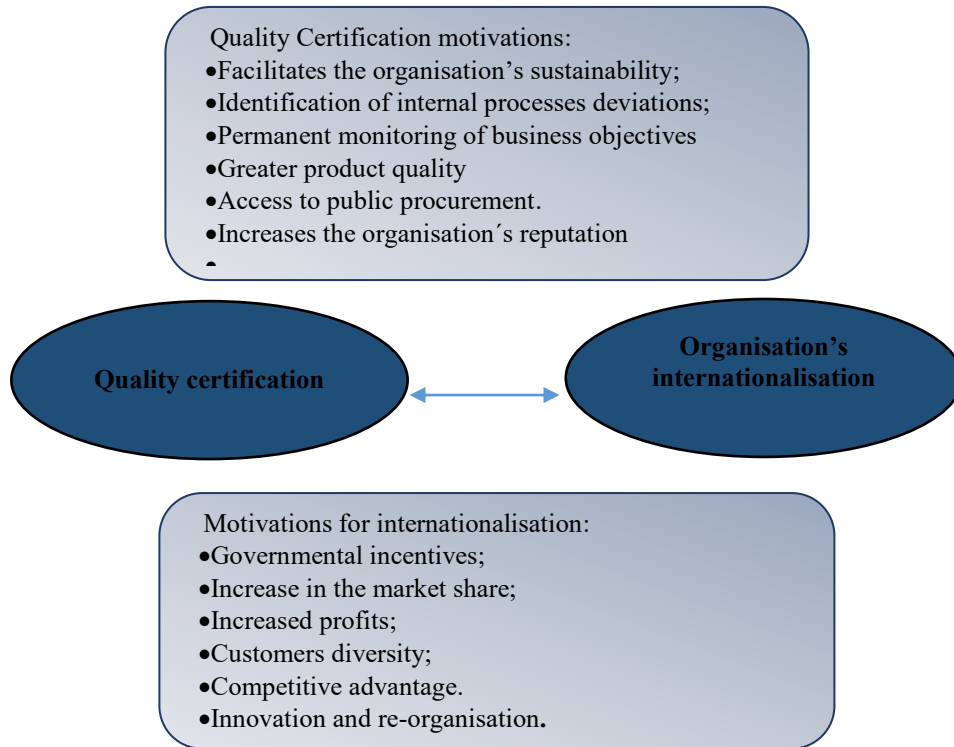 Quality Certification motivations:
•Facilitates the organisation’s sustainability;
•Identification of internal processes deviations;
•Permanent monitoring of business objectives
•Greater product quality
•Access to public procurement.
•Increases the organisation´s reputation
•
Quality certification
Organisation’s
internationalisation
Motivations for internationalisation:
•Governmental incentives;
•Increase in the market share;
•Increased profits;
•Customers diversity;
•Competitive advantage.
•Innovation and re-organisation.